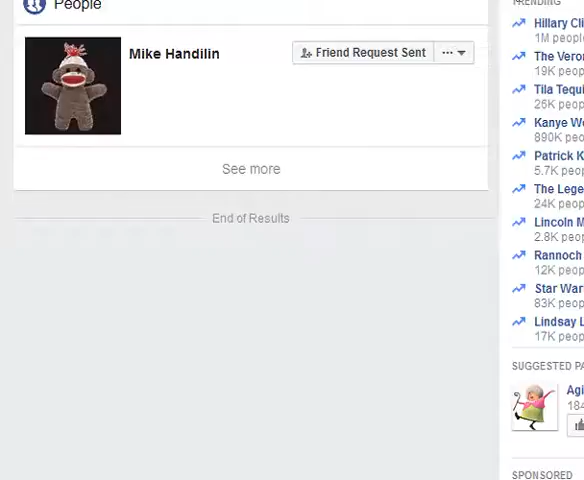 People
Mike Handilin
Friend Request Sent
See more
End of Results
TRENDING
Hillary Cli
1M people
The Veron
19K peop
Tila Tequi
26K peop
Kanye We
890K peo
Patrick K
5.7K peop
The Lege
24K peop
Lincoln M
2.8K peop
Rannoch
12K peop
Star War
83K peop
Lindsay L
17K peop
SUGGESTED PA
Agi
184
SPONSORED